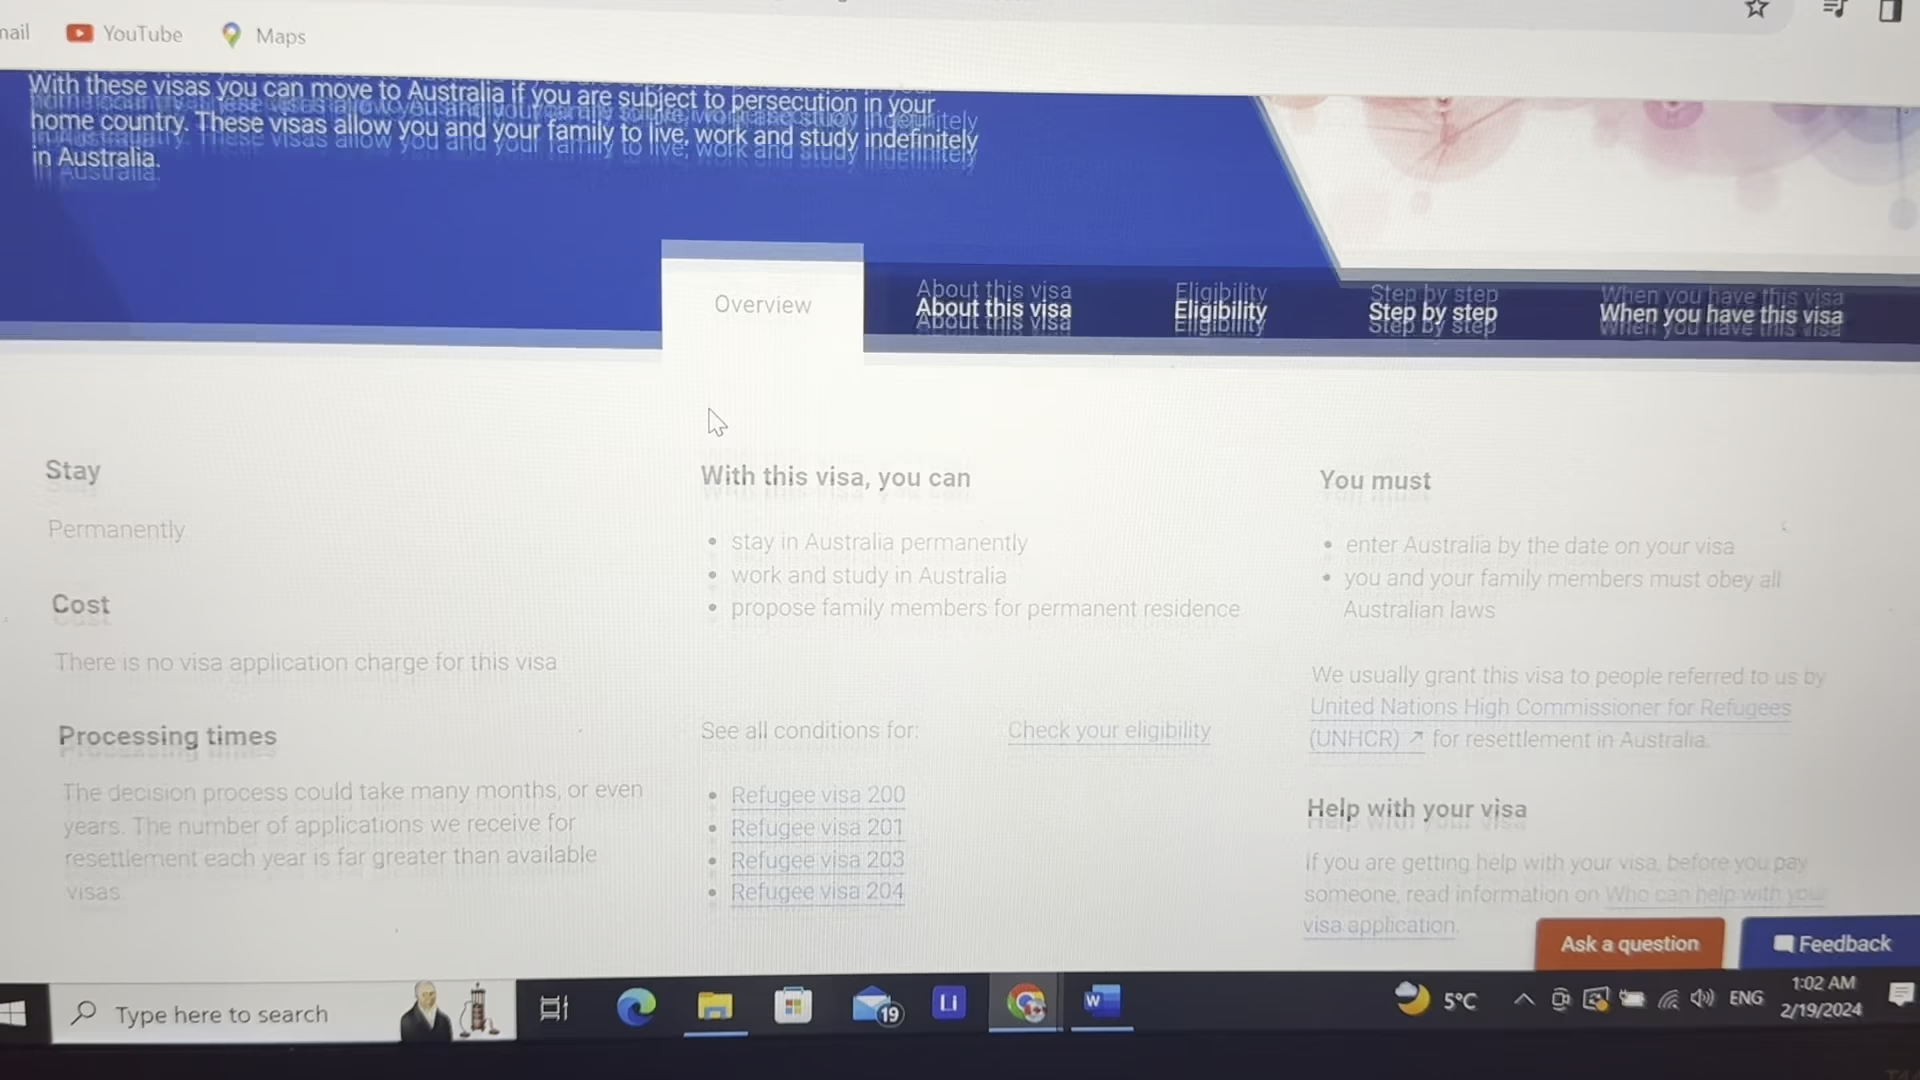 YouTube
Maps
With these visas you can move to Australia if you are subject to persecution in your
home country. These visas allow you and your family to live, work and study indefinitely
in Australia.
Overview
About this visa
Eligibility
Step by step
When you have this visa
Stay
Permanently
Cost
There is no visa application charge for this visa
Processing times
The decision process could take many months, or even
years. The number of applications we receive for
resettlement each year is far greater than available
visas.
With this visa, you can
• stay in Australia permanently
• work and study in Australia
• propose family members for permanent residence
See all conditions for:
Check your eligibility
• Refugee visa 200
• Refugee visa 201
• Refugee visa 203
• Refugee visa 204
You must
• enter Australia by the date on your visa
• you and your family members must obey all
Australian laws
We usually grant this visa to people referred to us by
United Nations High Commissioner for Refugees
(UNHCR) ↗ for resettlement in Australia.
Help with your visa
If you are getting help with your visa, before you pay
someone, read information on Who can help with your
visa application.
Ask a question
Feedback
Type here to search
19
Li
W
5°C
ENG
1:02 AM
2/19/2024